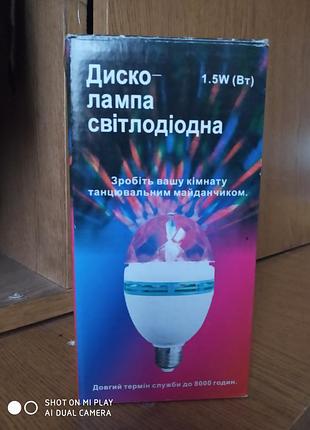 Диско-
лампа
світлодіодна
1.5W (Вт)
Зробіть вашу кімнату
танцювальним майданчиком.
Довгий термін служби до 8000 годин.
SHOT ON MI PLAY
AI DUAL CAMERA